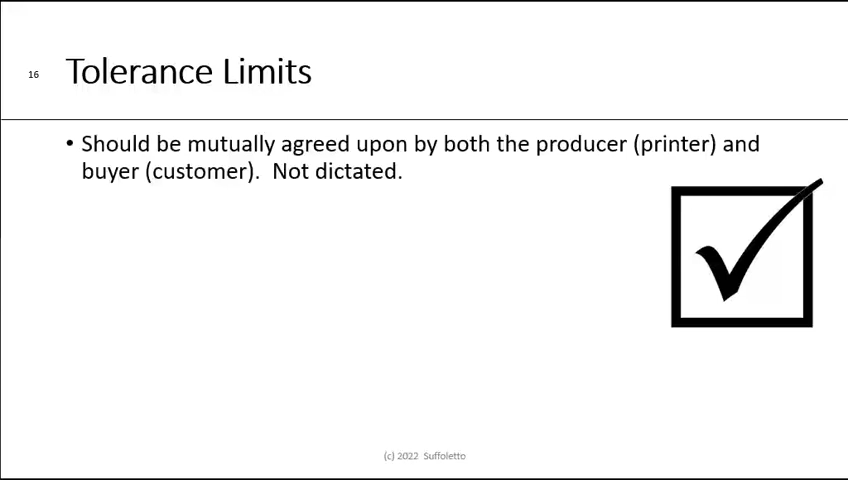 16
Tolerance Limits
• Should be mutually agreed upon by both the producer (printer) and
buyer (customer).  Not dictated.
(c) 2022  Suffoletto